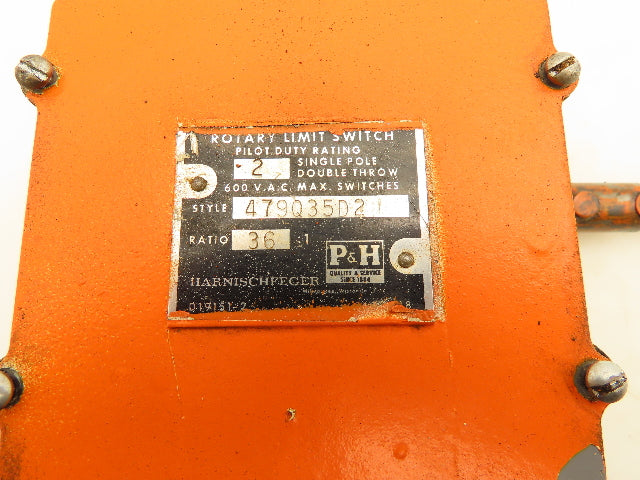 ROTARY LIMIT SWITCH
PILOT DUTY RATING
2 SINGLE POLE
DOUBLE THROW
600 V.A.C. MAX. SWITCHES
STYLE 479Q35D2
RATIO 36 :1
P&H
QUALITY & SERVICE
SINCE 1884
HARNISCHFEGER